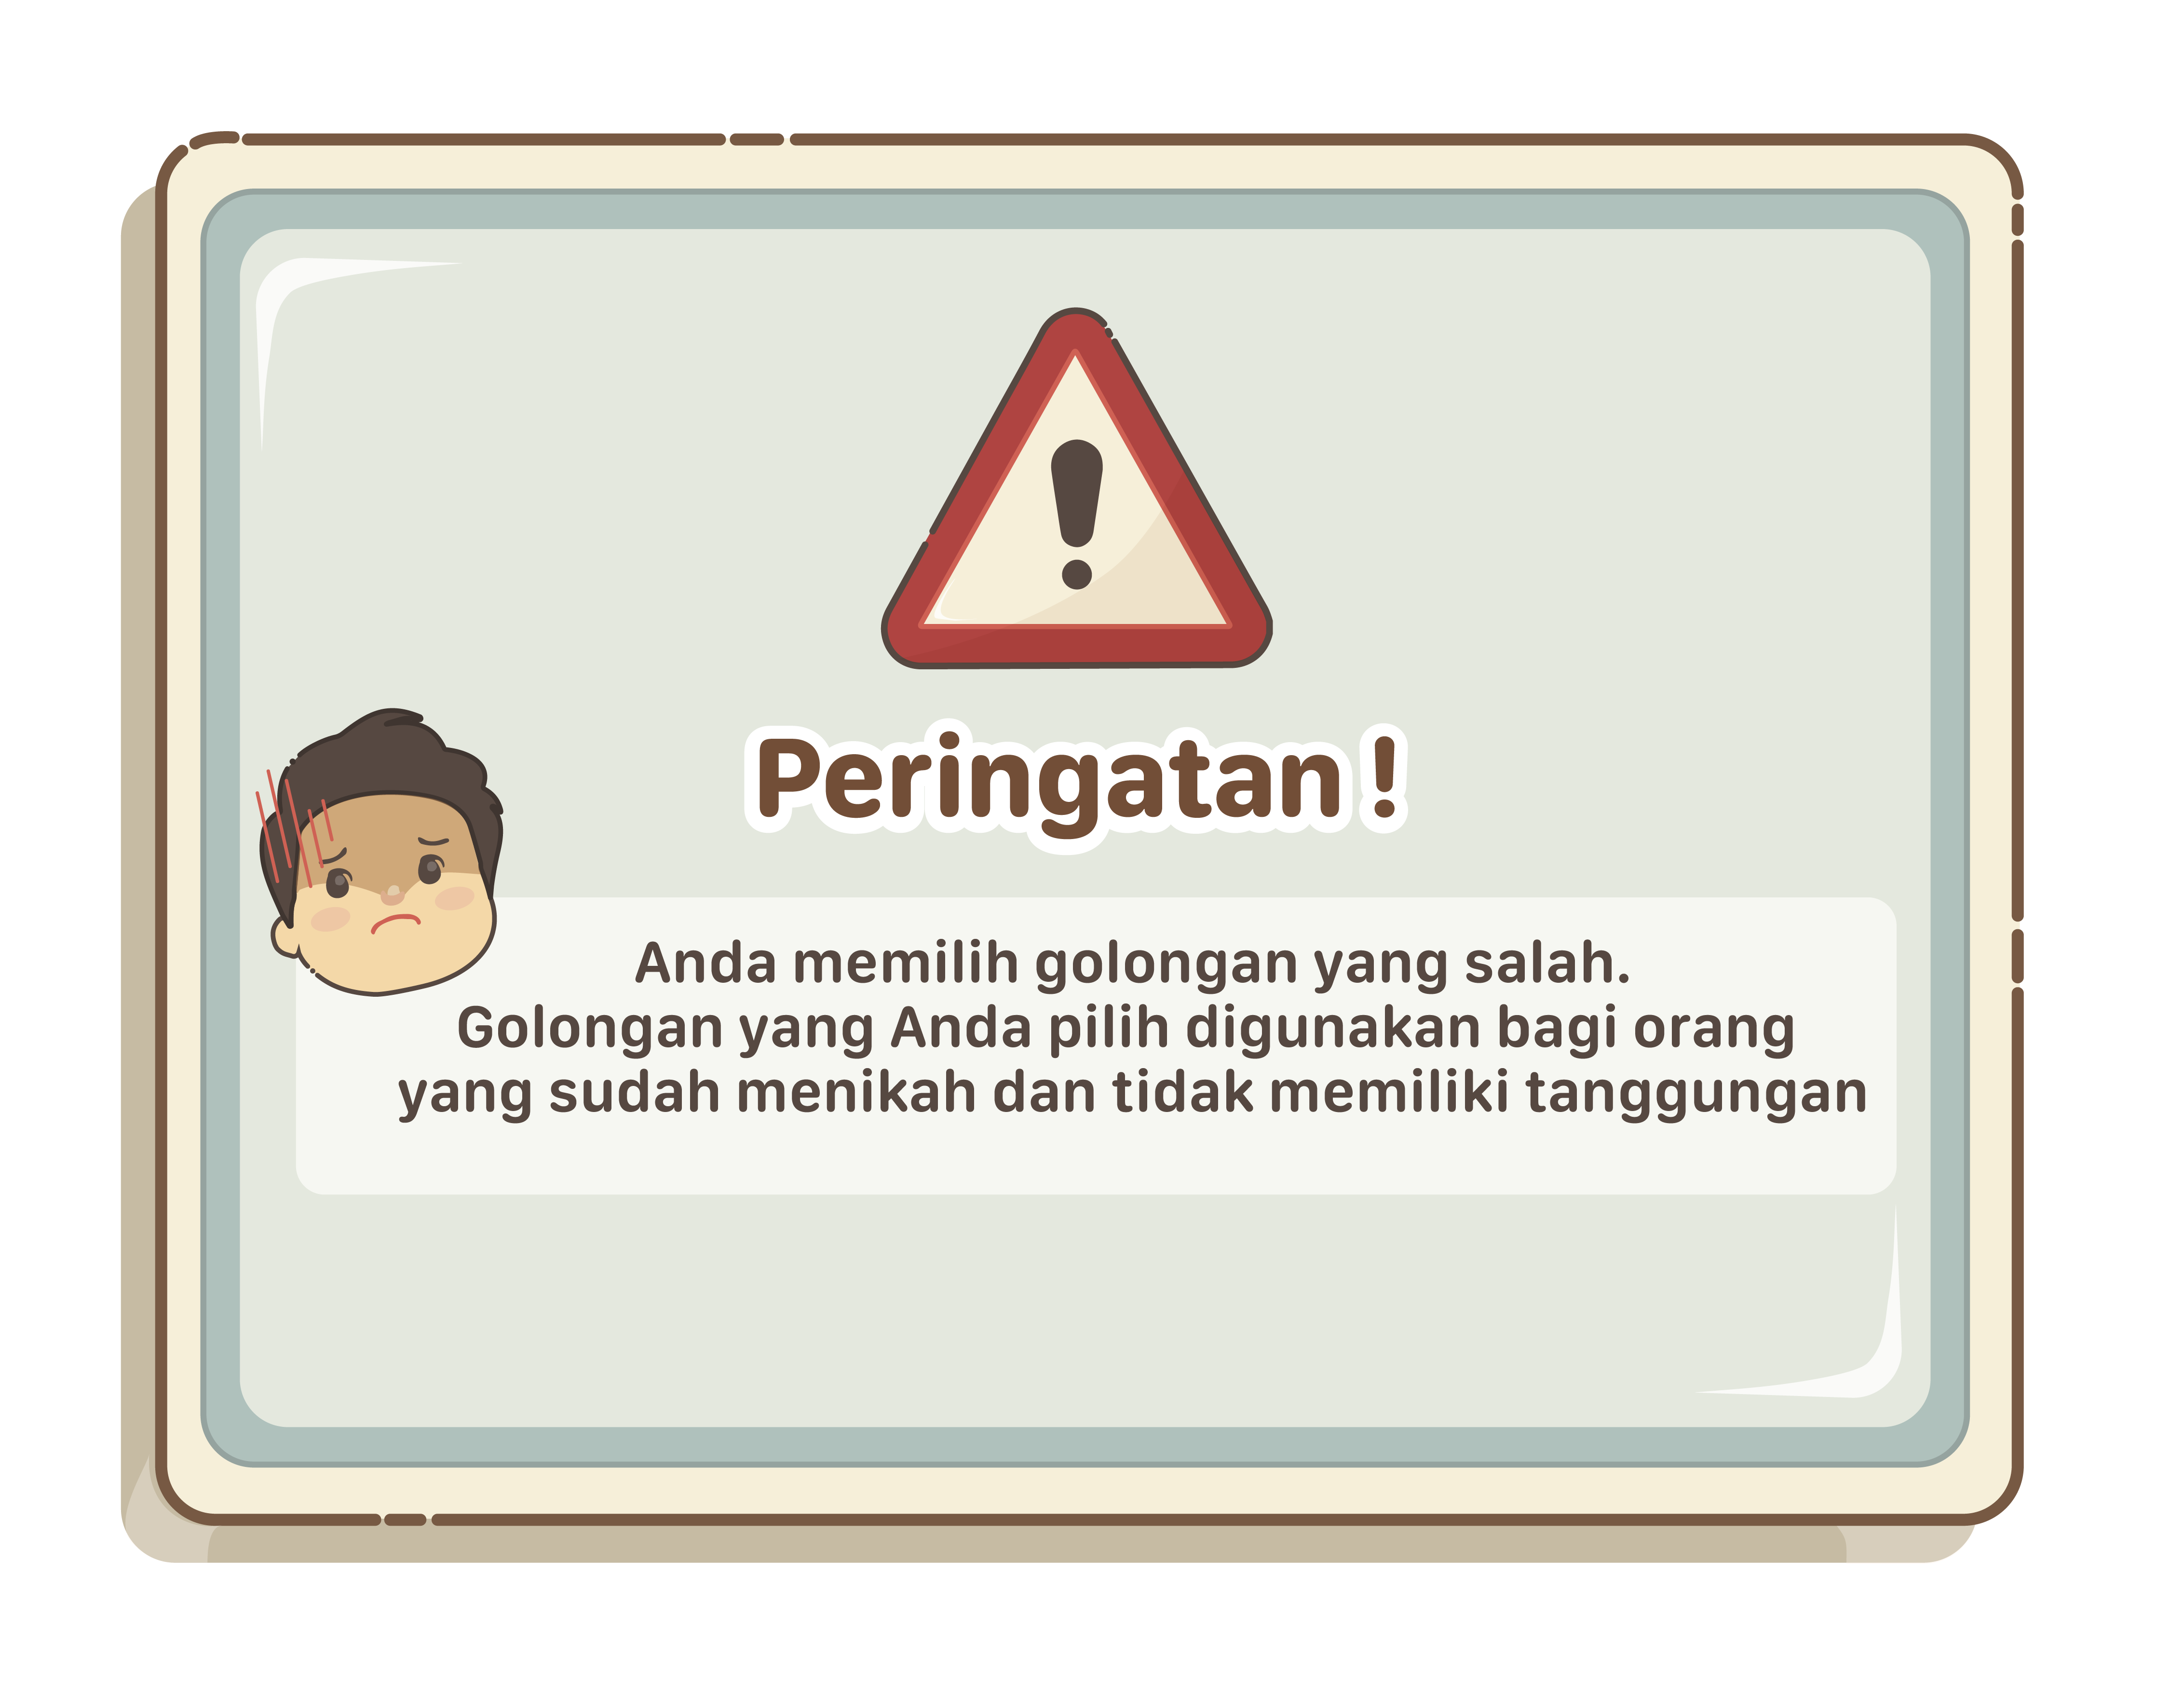 Peringatan !
Anda memilih golongan yang salah.
Golongan yang Anda pilih digunakan bagi orang
yang sudah menikah dan tidak memiliki tanggungan